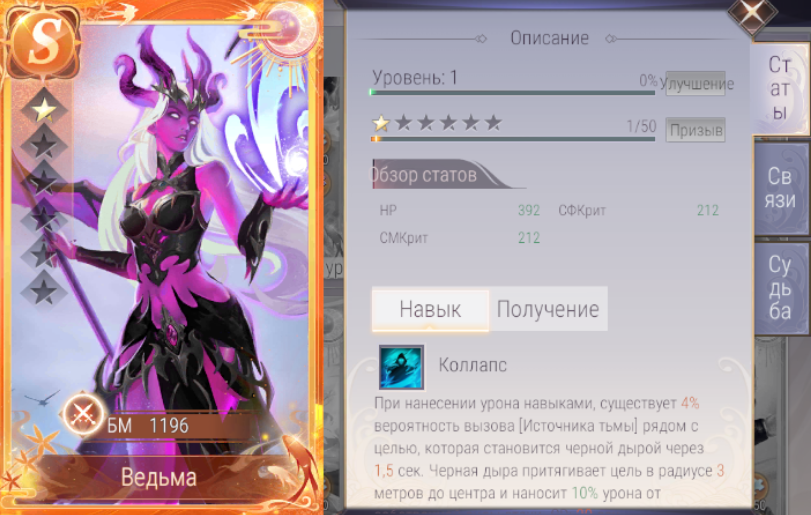 S
БМ 1196
Ведьма
Описание
Уровень: 1
0%
Улучшение
1/50
Призыв
Обзор статов
HP 392 СФКрит 212
СМКрит 212
Навык
Получение
Коллапс
При нанесении урона навыками, существует 4%
вероятность вызова [Источника тьмы] рядом с
целью, которая становится черной дырой через
1,5 сек. Черная дыра притягивает цель в радиусе 3
метров до центра и наносит 10% урона от
Ст
ат
ы
Св
язи
Су
дь
ба